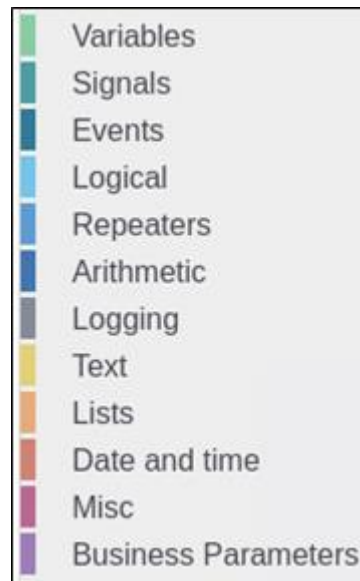 Variables
Signals
Events
Logical
Repeaters
Arithmetic
Logging
Text
Lists
Date and time
Misc
Business Parameters